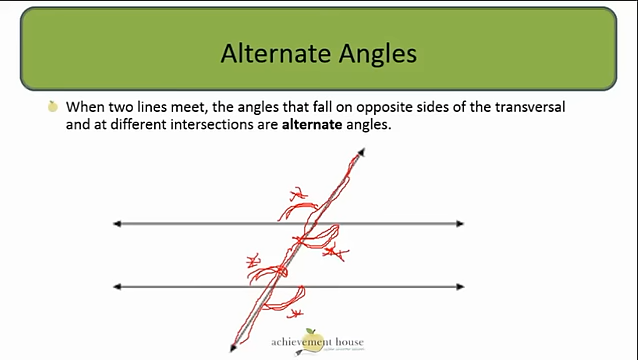 Alternate Angles
When two lines meet, the angles that fall on opposite sides of the transversal
and at different intersections are alternate angles.
achievement house